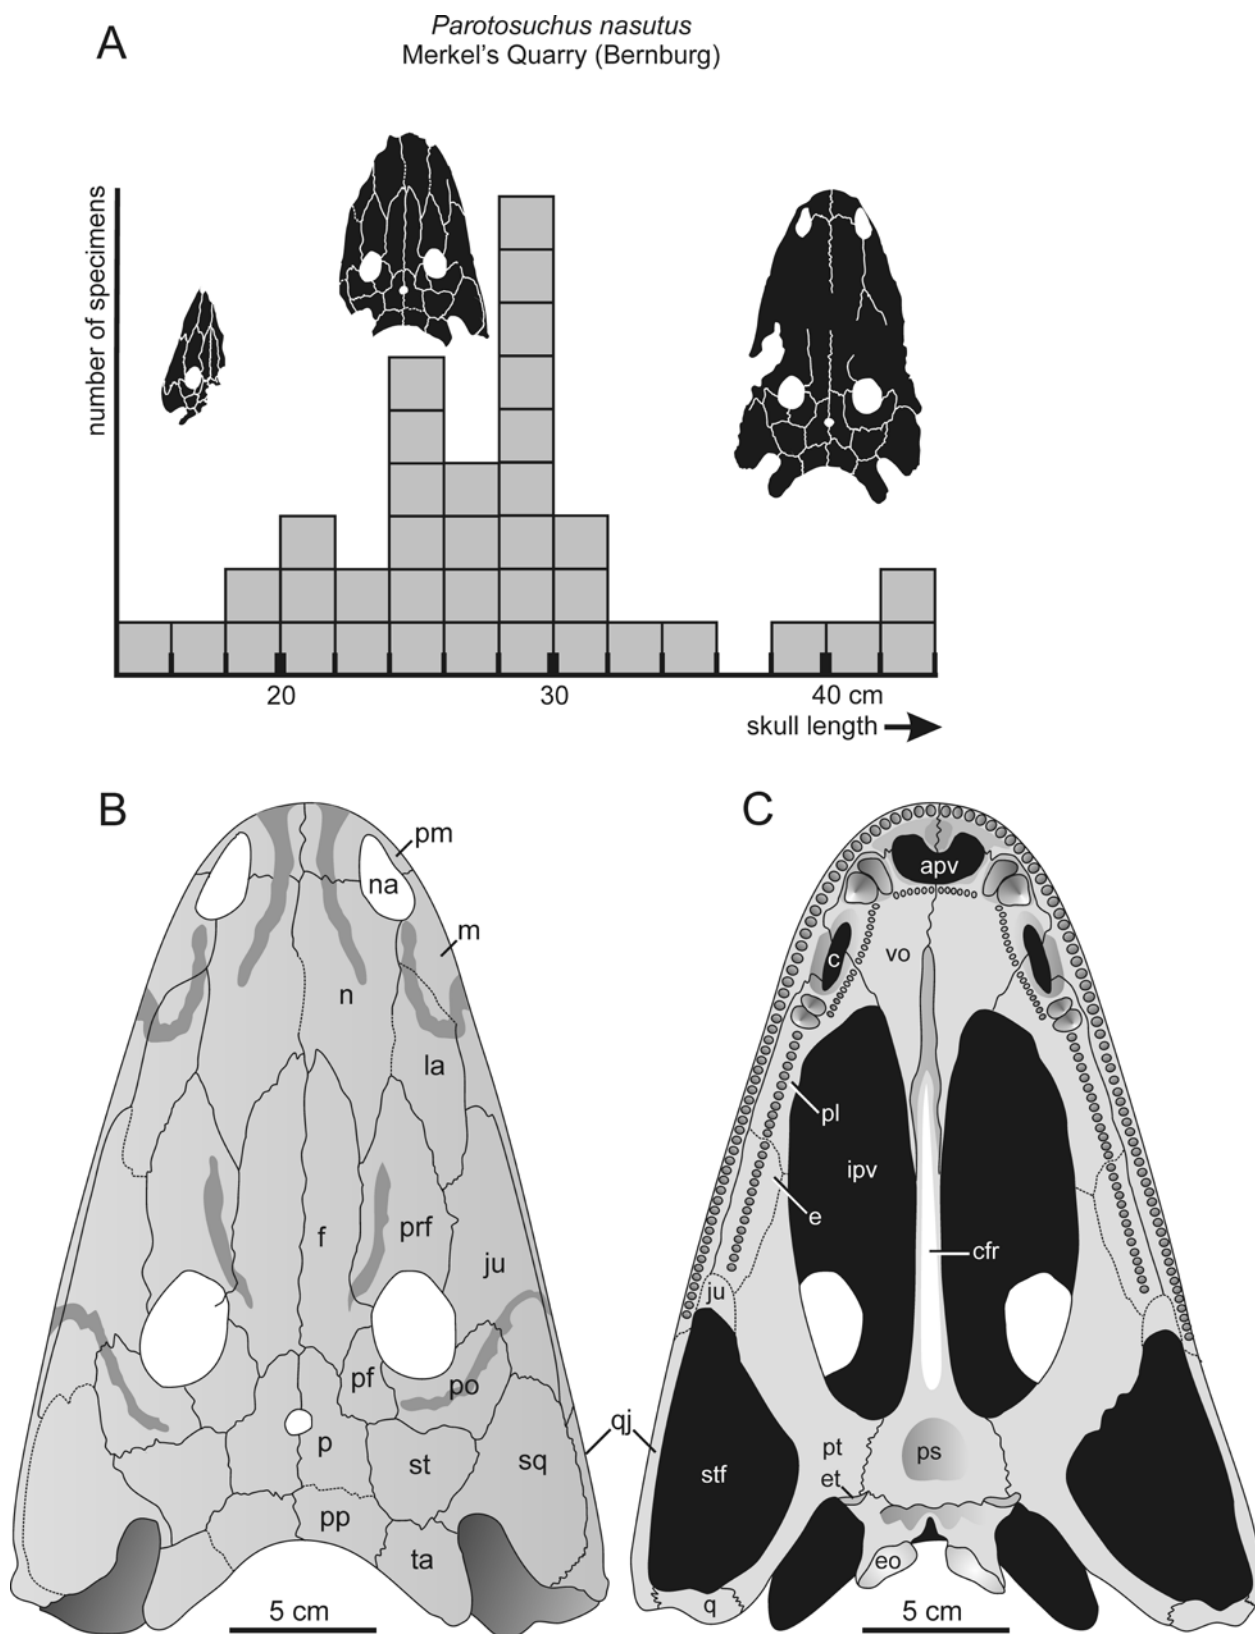 A
Parotosuchus nasutus
Merkel's Quarry (Bernburg)
number of specimens
20
30
40 cm
skull length
B
pm
na
m
n
la
f
prf
ju
pf
po
p
st
sq
qj
pp
ta
5 cm
C
apv
c
vo
pl
ipv
e
cfr
ju
pt
ps
et
stf
eo
q
5 cm